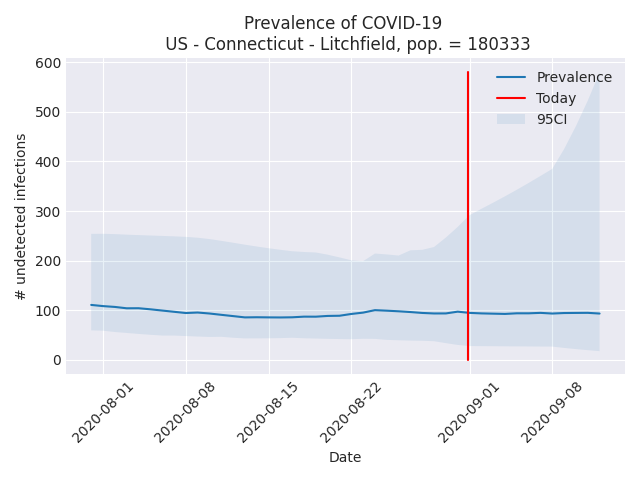 Prevalence of COVID-19
US - Connecticut - Litchfield, pop. = 180333
600
500
400
300
200
100
0
# undetected infections
Prevalence
Today
95CI
2020-08-01
2020-08-08
2020-08-15
2020-08-22
2020-09-01
2020-09-08
Date